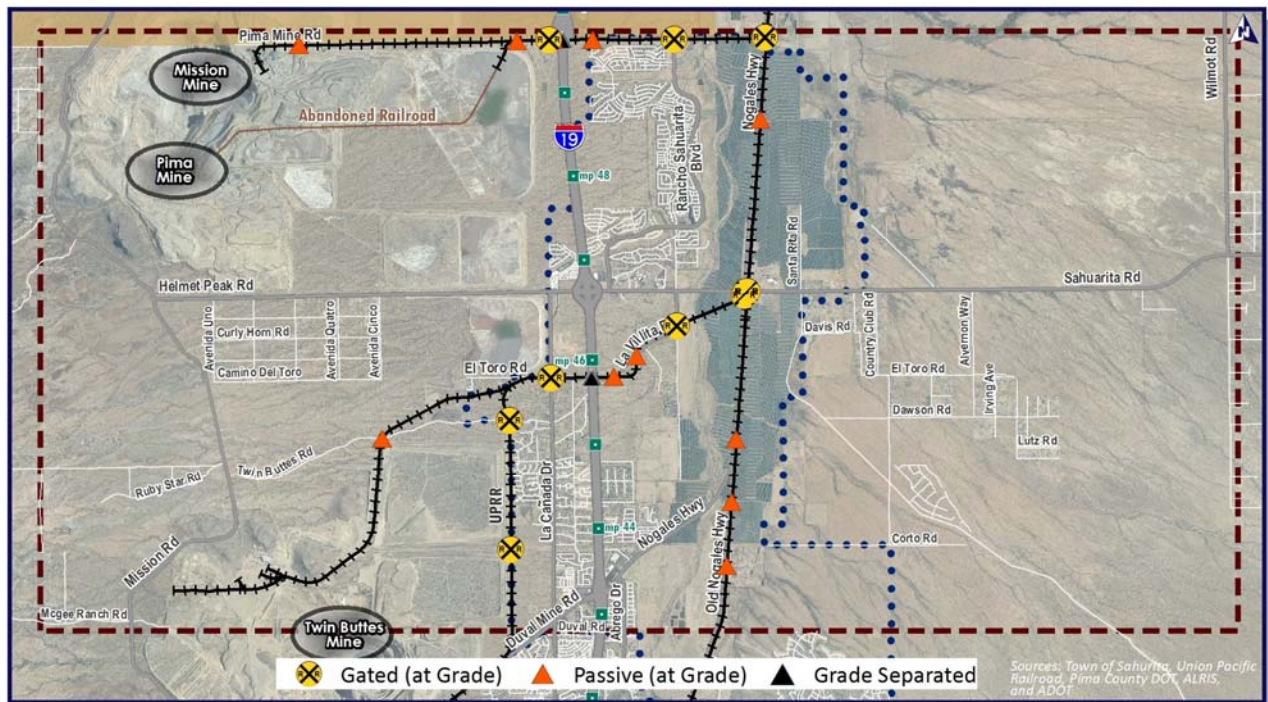 Pima Mine Rd
Mission
Mine
Nogales Hwy
Wilmot Rd
N
Abandoned Railroad
19
Pima
Mine
Rancho Sahuarita
Blvd
mp 48
Santa Rita Rd
Helmet Peak Rd
Sahuarita Rd
Avenida Uno
Curly Horn Rd
Avenida Quatro
Avenida Cinco
La Villita
Davis Rd
Country Club Rd
Alvernon Way
mp 46
Camino Del Toro
El Toro Rd
El Toro Rd
Irving Ave
Dawson Rd
Lutz Rd
Twin Buttes Rd
Ruby Star Rd
UPRR
La Cañada Dr
Nogales Hwy
mp 44
Corto Rd
Mission Rd
Old Nogales Hwy
Mcgee Ranch Rd
Twin Buttes
Mine
Duval Mine Rd
Duval Rd
Abrego Dr
R R Gated (at Grade) Passive (at Grade) Grade Separated
Sources: Town of Sahurita, Union Pacific
Railroad, Pima County DOT, ALRIS,
and ADOT